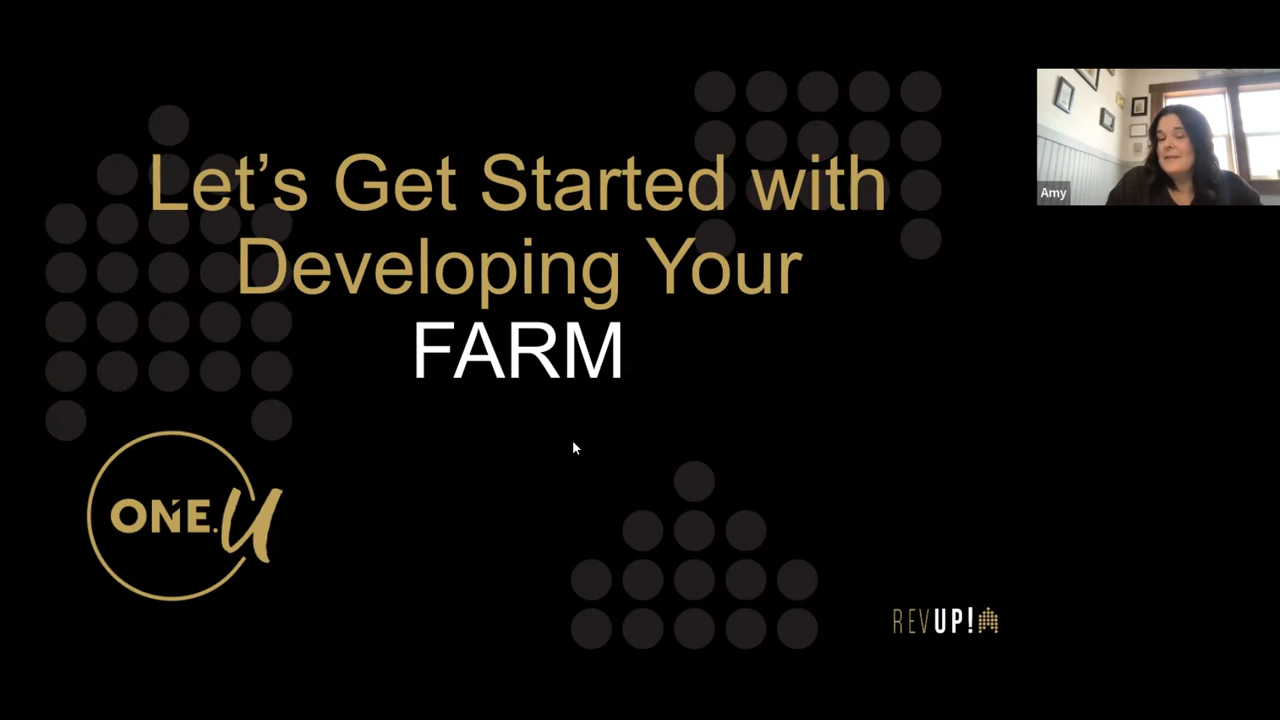 Let's Get Started with
Developing Your
FARM
Amy
ONE.U
REVUP!